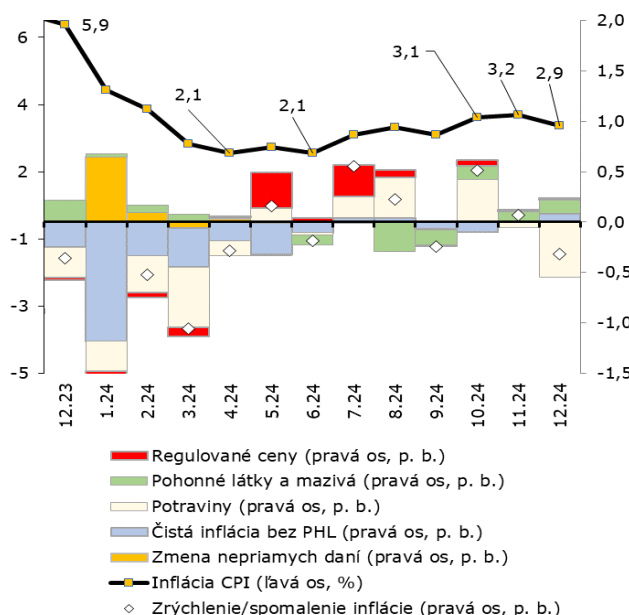 6
4
2
-1
-3
-5
5,9
2,1
2,1
3,1
3,2
2,9
2,0
1,5
1,0
0,5
0,0
-0,5
-1,0
-1,5
12.23 1.24 2.24 3.24 4.24 5.24 6.24 7.24 8.24 9.24 10.24 11.24 12.24
Regulované ceny (pravá os, p. b.)
Pohonné látky a mazivá (pravá os, p. b.)
Potraviny (pravá os, p. b.)
Čistá inflácia bez PHL (pravá os, p. b.)
Zmena nepriamych daní (pravá os, p. b.)
Inflácia CPI (ľavá os, %)
Zrýchlenie/spomalenie inflácie (pravá os, p. b.)